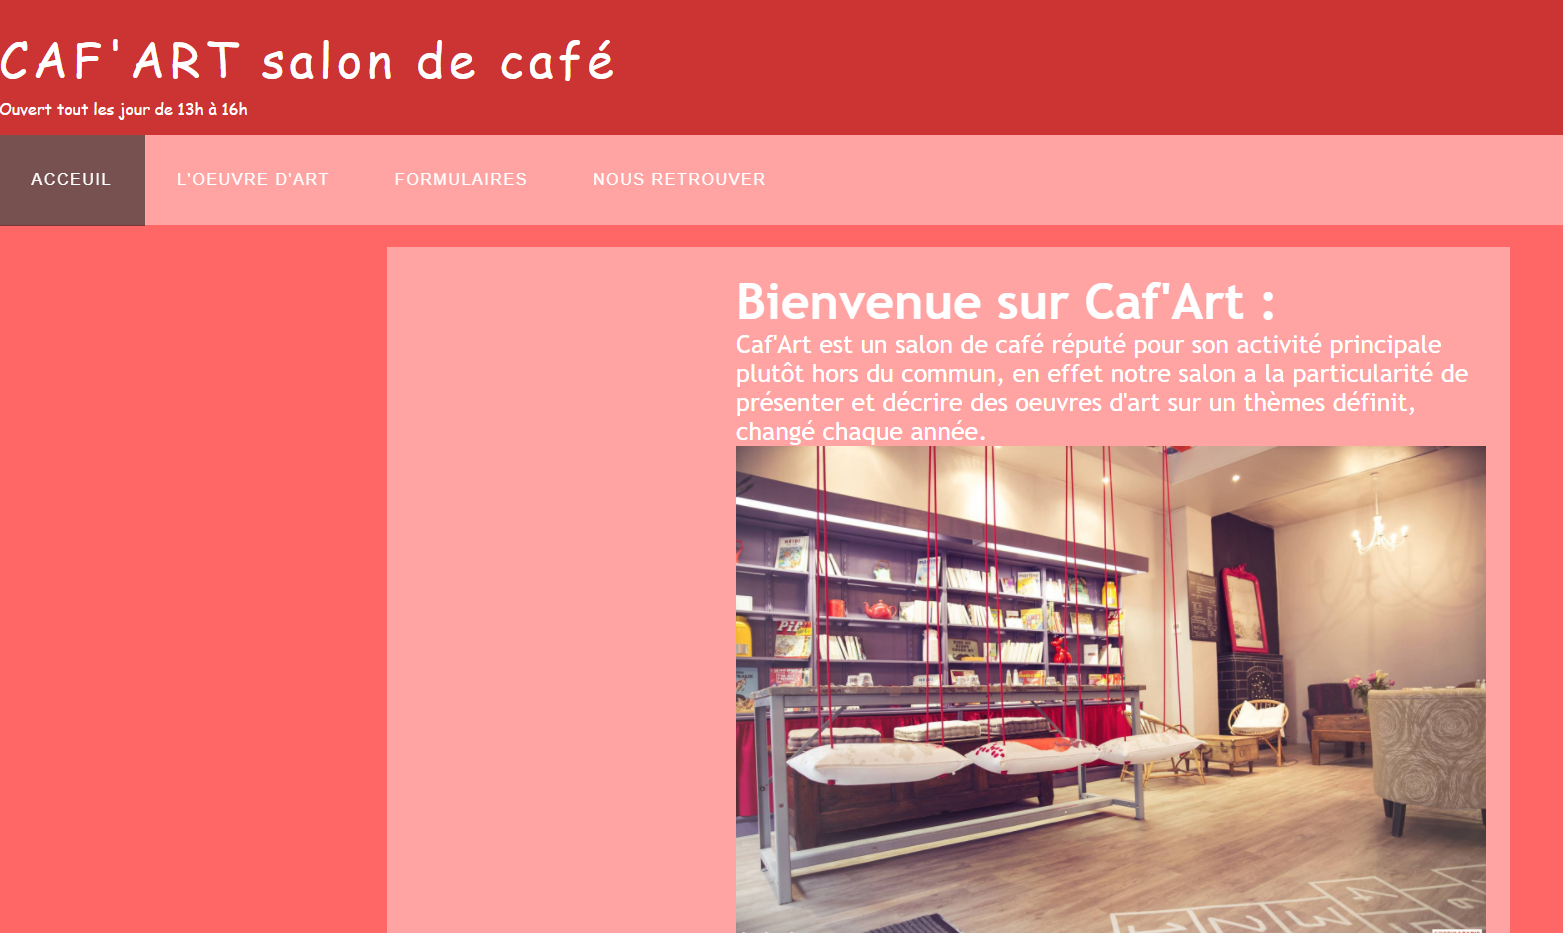 CAF'ART salon de café
Ouvert tout les jour de 13h à 16h
ACCEUIL
L'OEUVRE D'ART
FORMULAIRES
NOUS RETROUVER
Bienvenue sur Caf'Art :
Caf'Art est un salon de café réputé pour son activité principale
plutôt hors du commun, en effet notre salon a la particularité de
présenter et décrire des oeuvres d'art sur un thèmes définit,
changé chaque année.
Pif